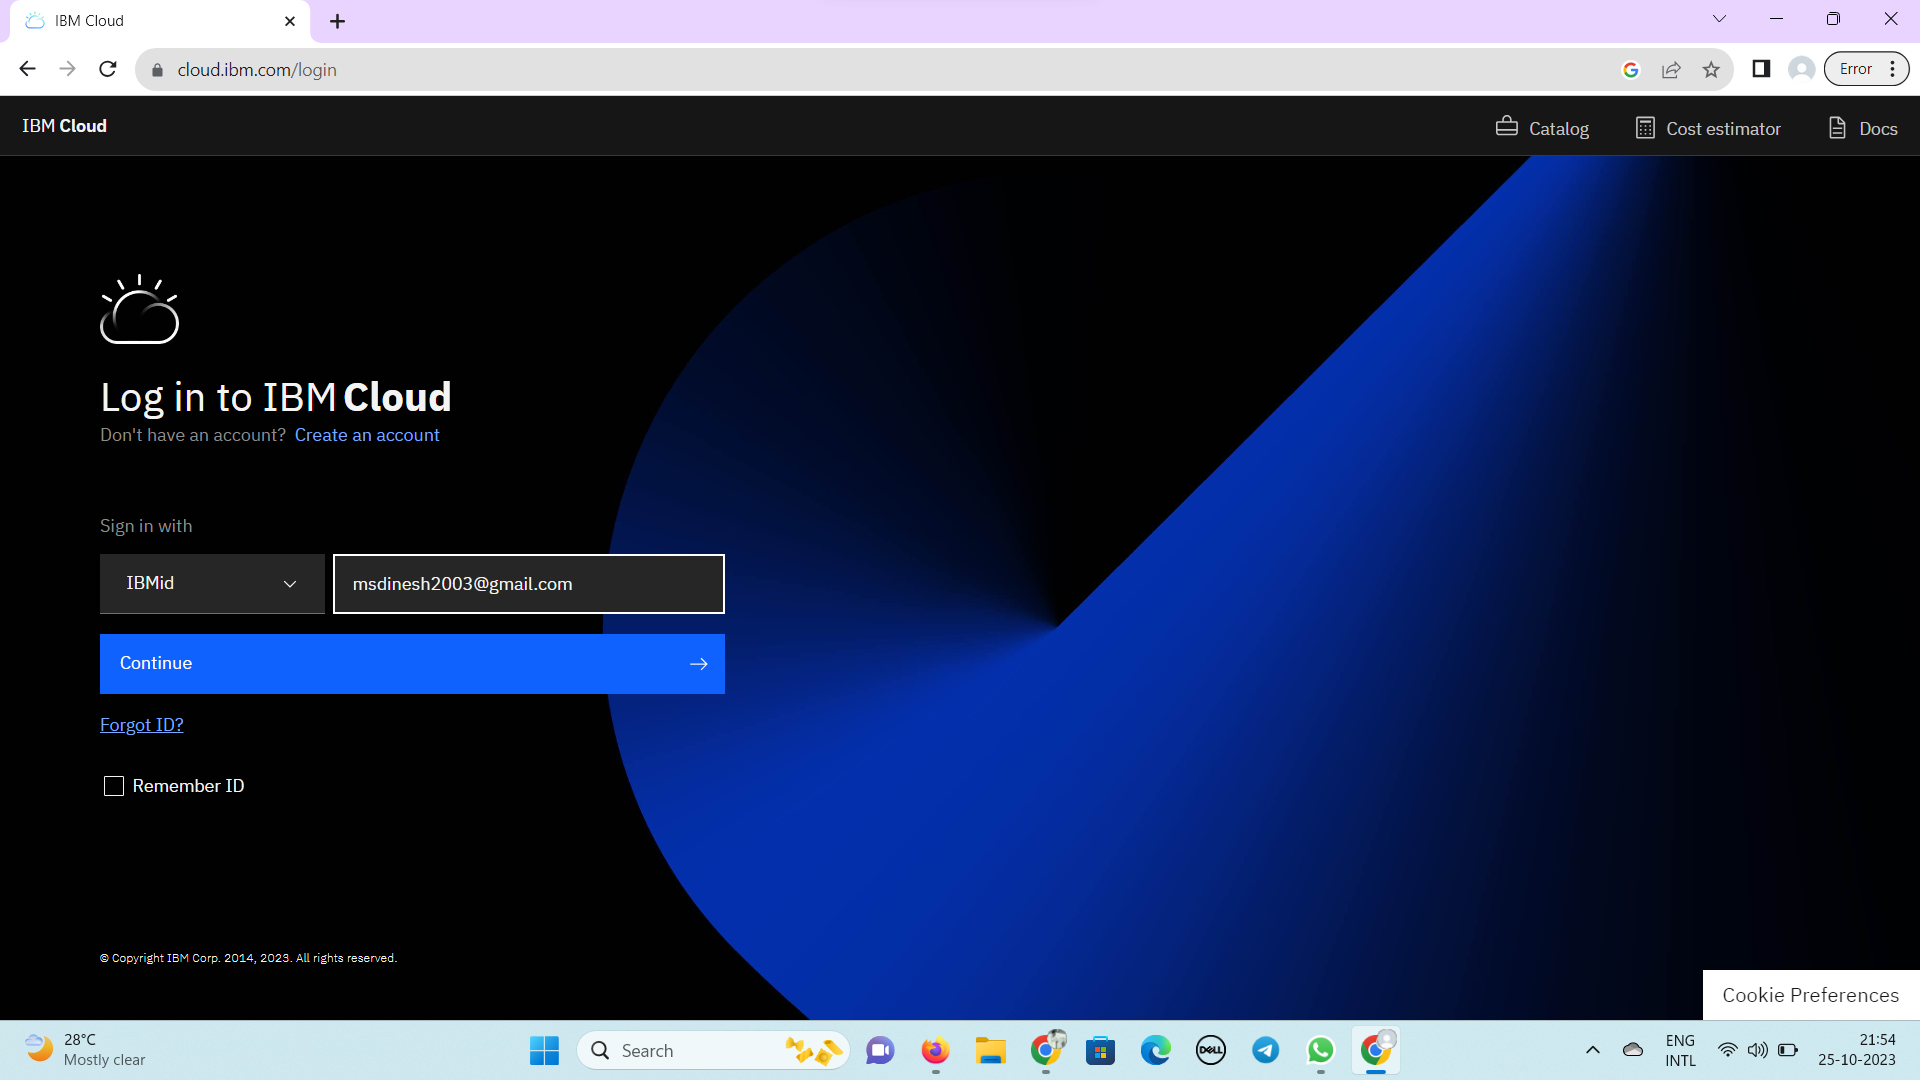 IBM Cloud
cloud.ibm.com/login
Error
IBM Cloud
Catalog
Cost estimator
Docs
Log in to IBM Cloud
Don't have an account? Create an account
Sign in with
IBMid
msdinesh2003@gmail.com
Continue
Forgot ID?
Remember ID
© Copyright IBM Corp. 2014, 2023. All rights reserved.
Cookie Preferences
28°C
Mostly clear
Search
DELL
ENG
INTL
21:54
25-10-2023